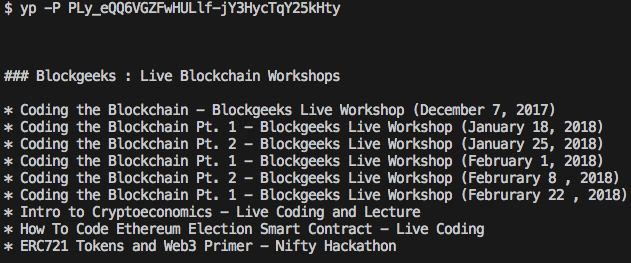 $ yp -P PLy_eQQ6VGZFwHULlf-jY3HycTqY25kHty
### Blockgeeks : Live Blockchain Workshops
* Coding the Blockchain - Blockgeeks Live Workshop (December 7, 2017)
* Coding the Blockchain Pt. 1 - Blockgeeks Live Workshop (January 18, 2018)
* Coding the Blockchain Pt. 2 - Blockgeeks Live Workshop (January 25, 2018)
* Coding the Blockchain Pt. 1 - Blockgeeks Live Workshop (February 1, 2018)
* Coding the Blockchain Pt. 2 - Blockgeeks Live Workshop (Februrary 8 , 2018)
* Coding the Blockchain Pt. 1 - Blockgeeks Live Workshop (Februrary 22 , 2018)
* Intro to Cryptoeconomics - Live Coding and Lecture
* How To Code Ethereum Election Smart Contract - Live Coding
* ERC721 Tokens and Web3 Primer - Nifty Hackathon